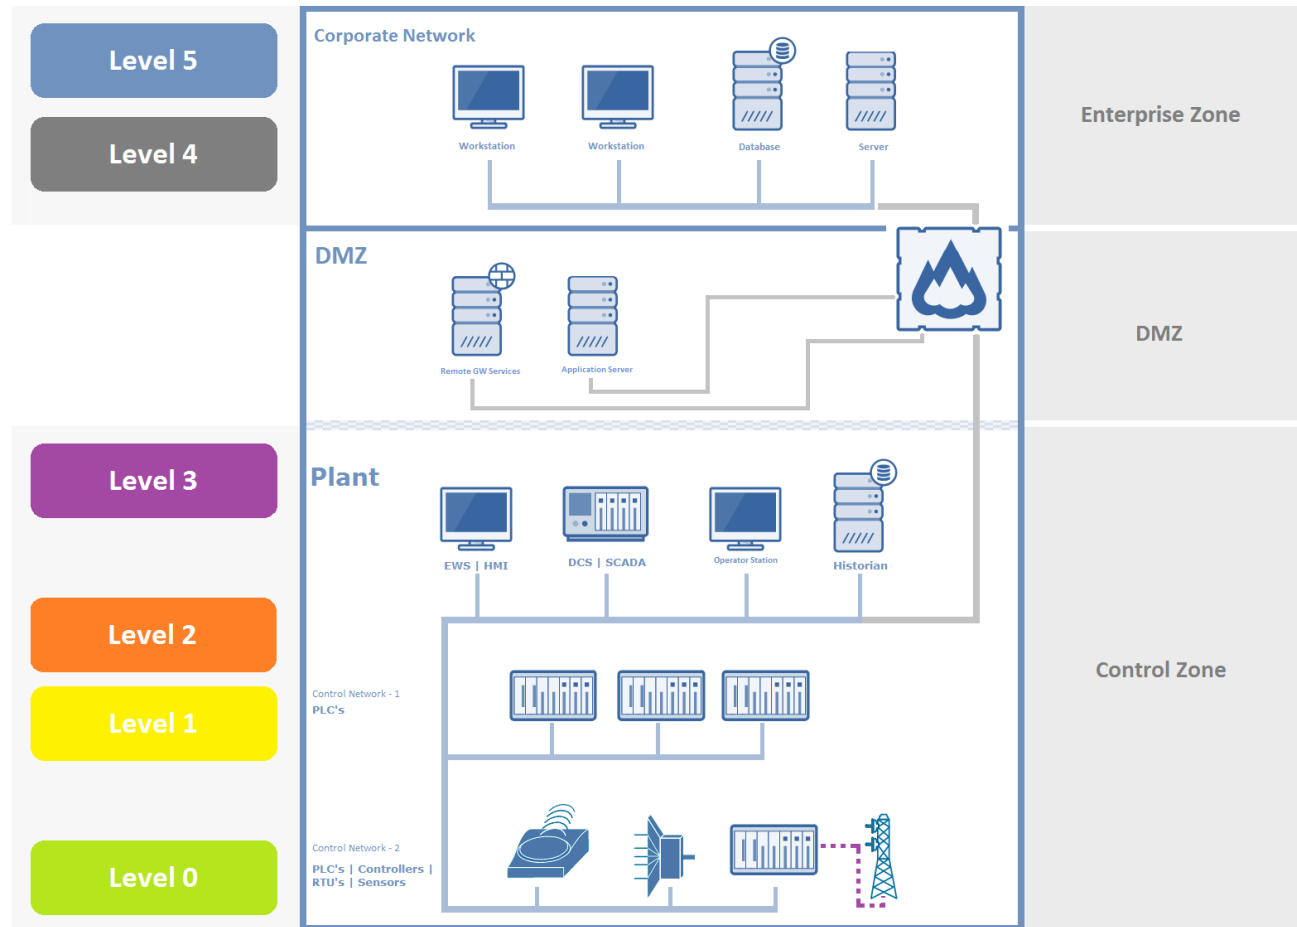 Level 5
Level 4
Corporate Network
Workstation
Workstation
Database
Server
Enterprise Zone
DMZ
Remote GW Services
Application Server
DMZ
Level 3
Level 2
Level 1
Level 0
Plant
EWS | HMI
DCS | SCADA
Operator Station
Historian
Control Network - 1
PLC's
Control Network - 2
PLC's | Controllers |
RTU's | Sensors
Control Zone